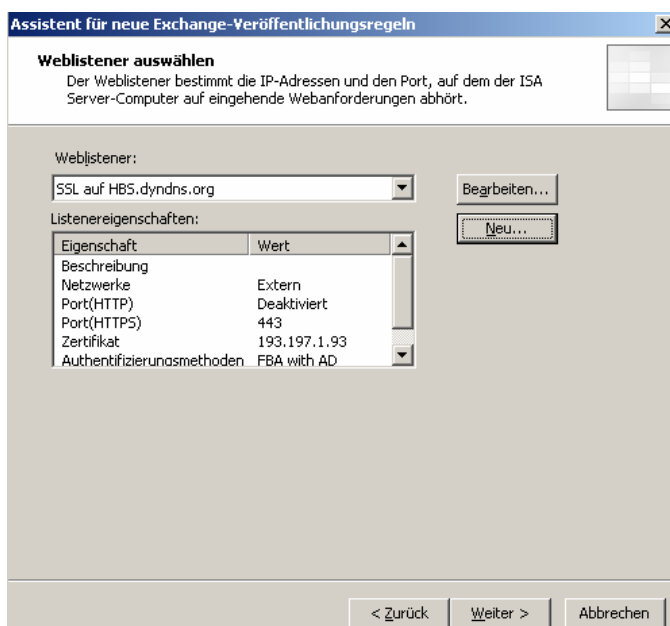 Assistent für neue Exchange-Veröffentlichungsregeln
Weblistener auswählen
Der Weblistener bestimmt die IP-Adressen und den Port, auf dem der ISA
Server-Computer auf eingehende Webanforderungen abhört.
Weblistener:
SSL auf HBS.dyndns.org
Bearbeiten...
Listenereigenschaften:
Neu...
Eigenschaft Wert
Beschreibung
Netzwerke Extern
Port(HTTP) Deaktiviert
Port(HTTPS) 443
Zertifikat 193.197.1.93
Authentifizierungsmethoden FBA with AD
< Zurück Weiter > Abbrechen